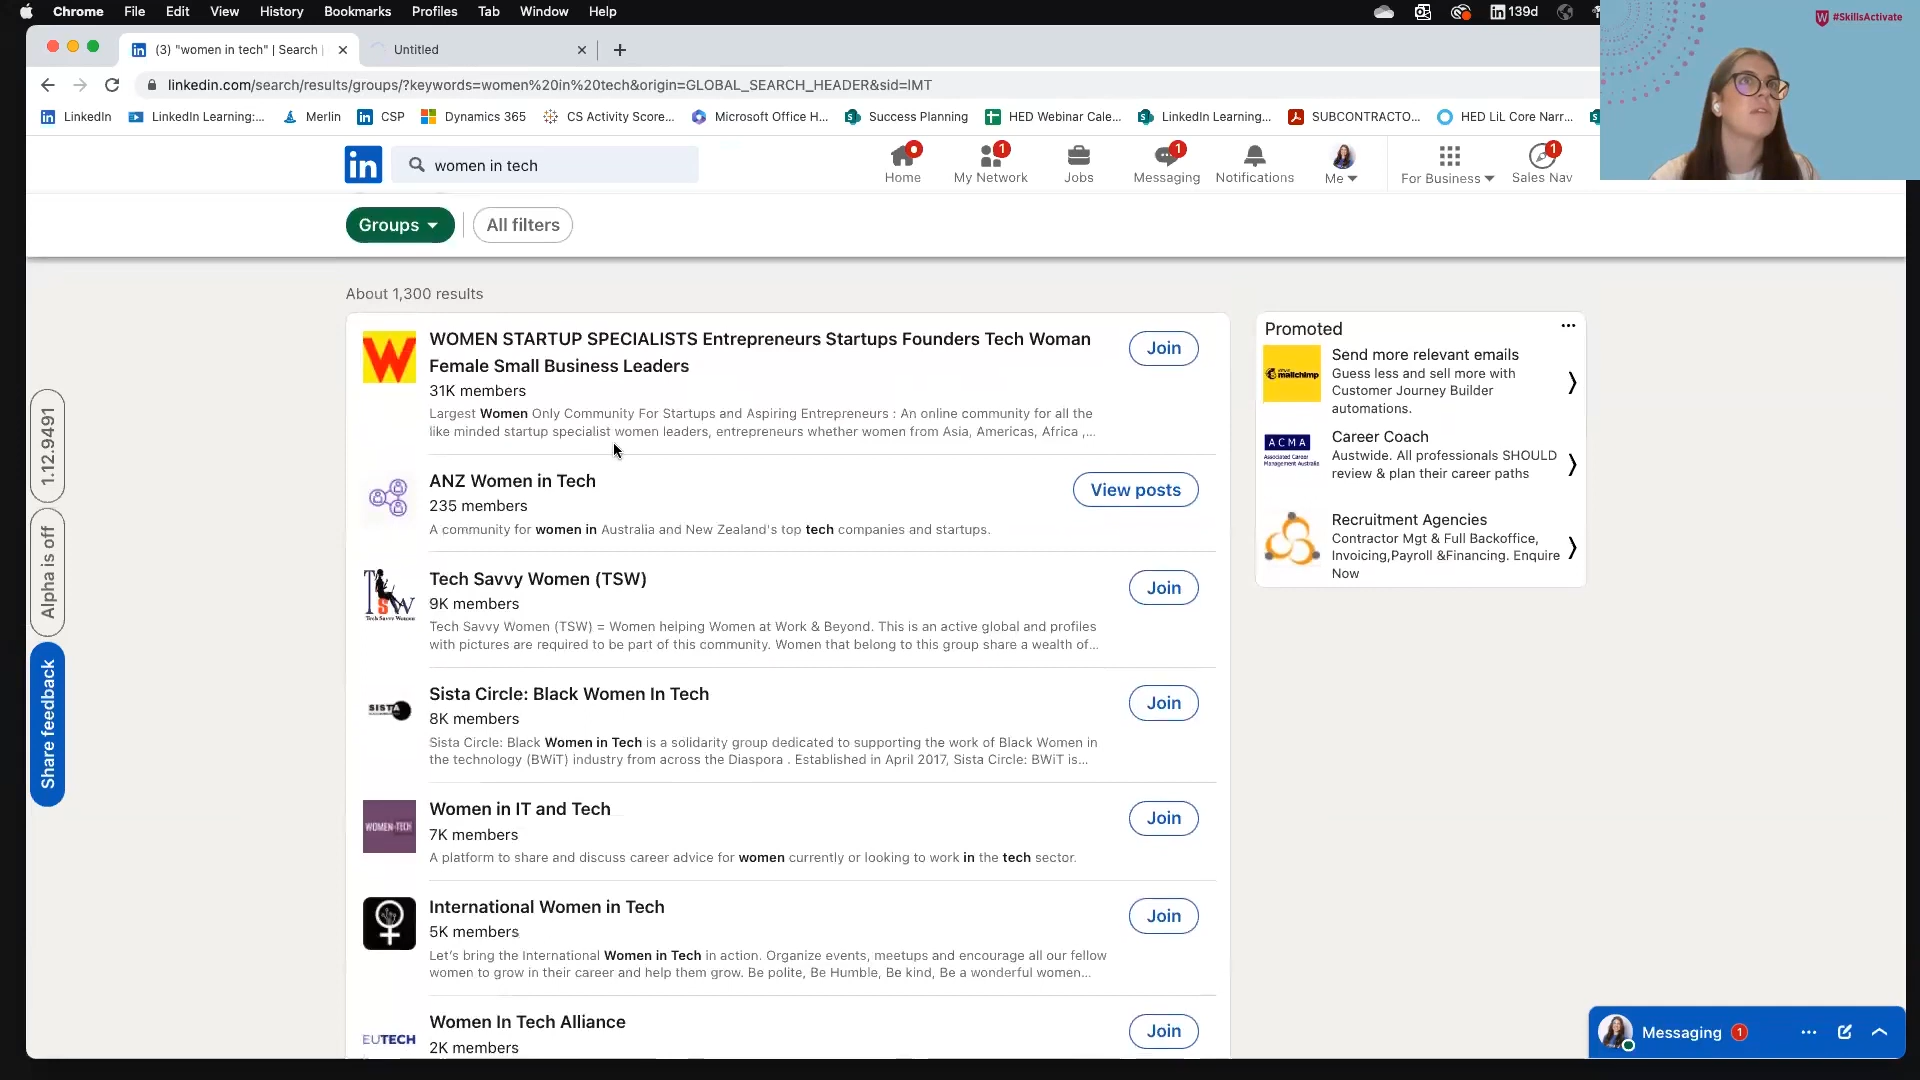 Chrome File Edit View History Bookmarks Profiles Tab Window Help
139d
#SkillsActivate
(3) "women in tech" | Search |
Untitled
linkedin.com/search/results/groups/?keywords=women%20in%20tech&origin=GLOBAL_SEARCH_HEADER&sid=IMT
LinkedIn LinkedIn Learning:... Merlin CSP Dynamics 365 CS Activity Score... Microsoft Office H... Success Planning HED Webinar Cale... LinkedIn Learning... SUBCONTRACTO... HED LiL Core Narr...
in
women in tech
Home
1
My Network
Jobs
1
Messaging
Notifications
Me
For Business
1
Sales Nav
Groups
All filters
About 1,300 results
WOMEN STARTUP SPECIALISTS Entrepreneurs Startups Founders Tech Woman
Female Small Business Leaders
31K members
Largest Women Only Community For Startups and Aspiring Entrepreneurs : An online community for all the
like minded startup specialist women leaders, entrepreneurs whether women from Asia, Americas, Africa ,...
Join
ANZ Women in Tech
235 members
A community for women in Australia and New Zealand's top tech companies and startups.
View posts
TSW
Tech Savvy Women
Tech Savvy Women (TSW)
9K members
Tech Savvy Women (TSW) = Women helping Women at Work & Beyond. This is an active global and profiles
with pictures are required to be part of this community. Women that belong to this group share a wealth of...
Join
SISTA
Sista Circle: Black Women In Tech
8K members
Sista Circle: Black Women in Tech is a solidarity group dedicated to supporting the work of Black Women in
the technology (BWiT) industry from across the Diaspora . Established in April 2017, Sista Circle: BWiT is...
Join
Women in IT and Tech
7K members
A platform to share and discuss career advice for women currently or looking to work in the tech sector.
Join
International Women in Tech
5K members
Let's bring the International Women in Tech in action. Organize events, meetups and encourage all our fellow
women to grow in their career and help them grow. Be polite, Be Humble, Be kind, Be a wonderful women...
Join
EUTECH
Women In Tech Alliance
2K members
Join
Promoted
mailchimp
Send more relevant emails
Guess less and sell more with
Customer Journey Builder
automations.
ACMA
Associated Career
Management Australia
Career Coach
Austwide. All professionals SHOULD
review & plan their career paths
Recruitment Agencies
Contractor Mgt & Full Backoffice,
Invoicing,Payroll &Financing. Enquire
Now
1.12.9491
Alpha is off
Share feedback
Messaging 1